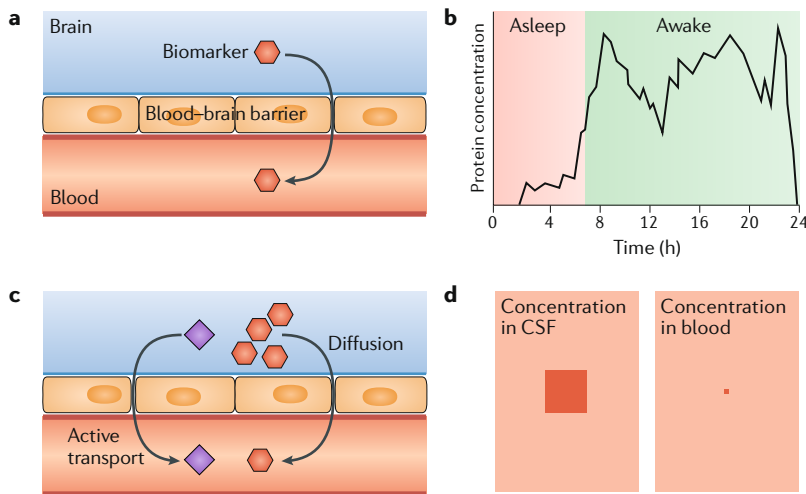 a
Brain
Biomarker
Blood–brain barrier
Blood
b
Asleep
Awake
Protein concentration
0
4
8
12
16
20
24
Time (h)
c
Diffusion
Active
transport
d
Concentration
in CSF
Concentration
in blood